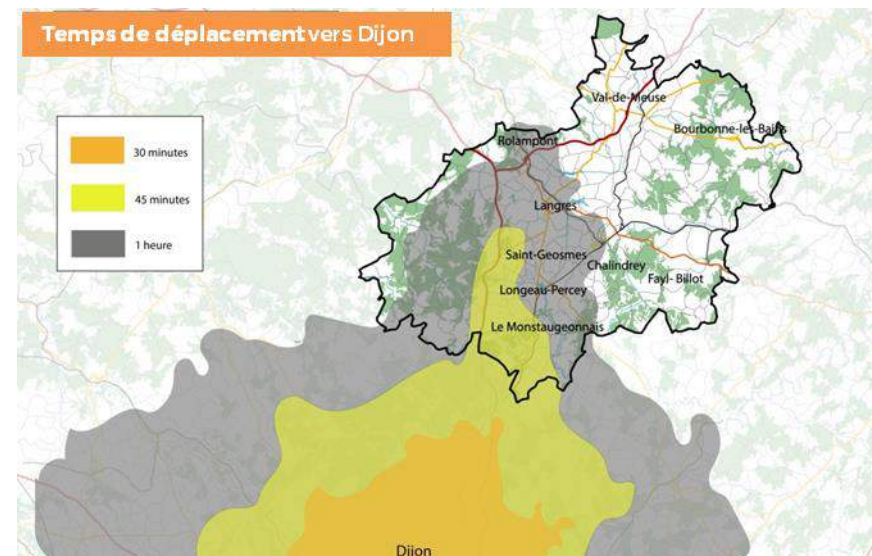 Temps de déplacement vers Dijon
30 minutes
45 minutes
1 heure
Val-de-Meuse
Bourbonne-les-Bains
Rolampont
Langres
Saint-Geosmes
Chalindrey
Fayl- Billot
Longeau-Percey
Le Monstaugeonnais
Dijon